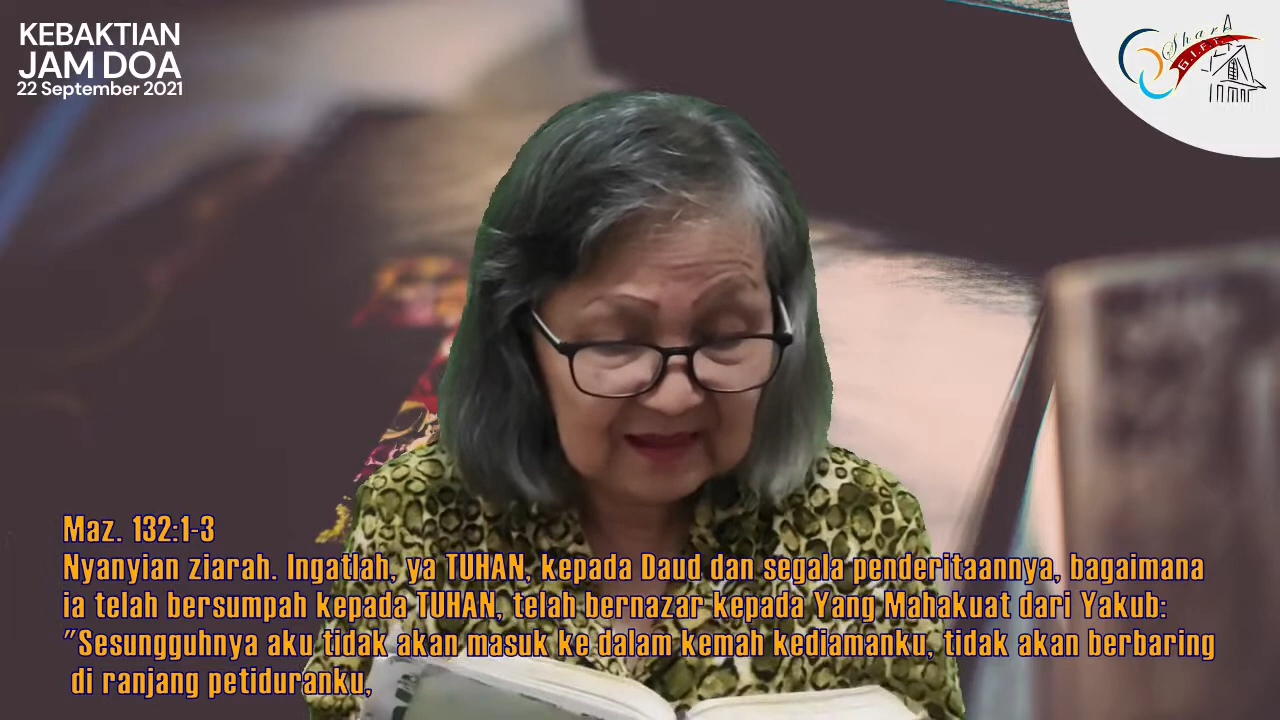 KEBAKTIAN
JAM DOA
22 September 2021
Shar
G.I.F.T.
Maz. 132:1-3
Nyanyian ziarah. Ingatlah, ya TUHAN, kepada Daud dan segala penderitaannya, bagaimana
ia telah bersumpah kepada TUHAN, telah bernazar kepada Yang Mahakuat dari Yakub:
"Sesungguhnya aku tidak akan masuk ke dalam kemah kediamanku, tidak akan berbaring
di ranjang petiduranku,